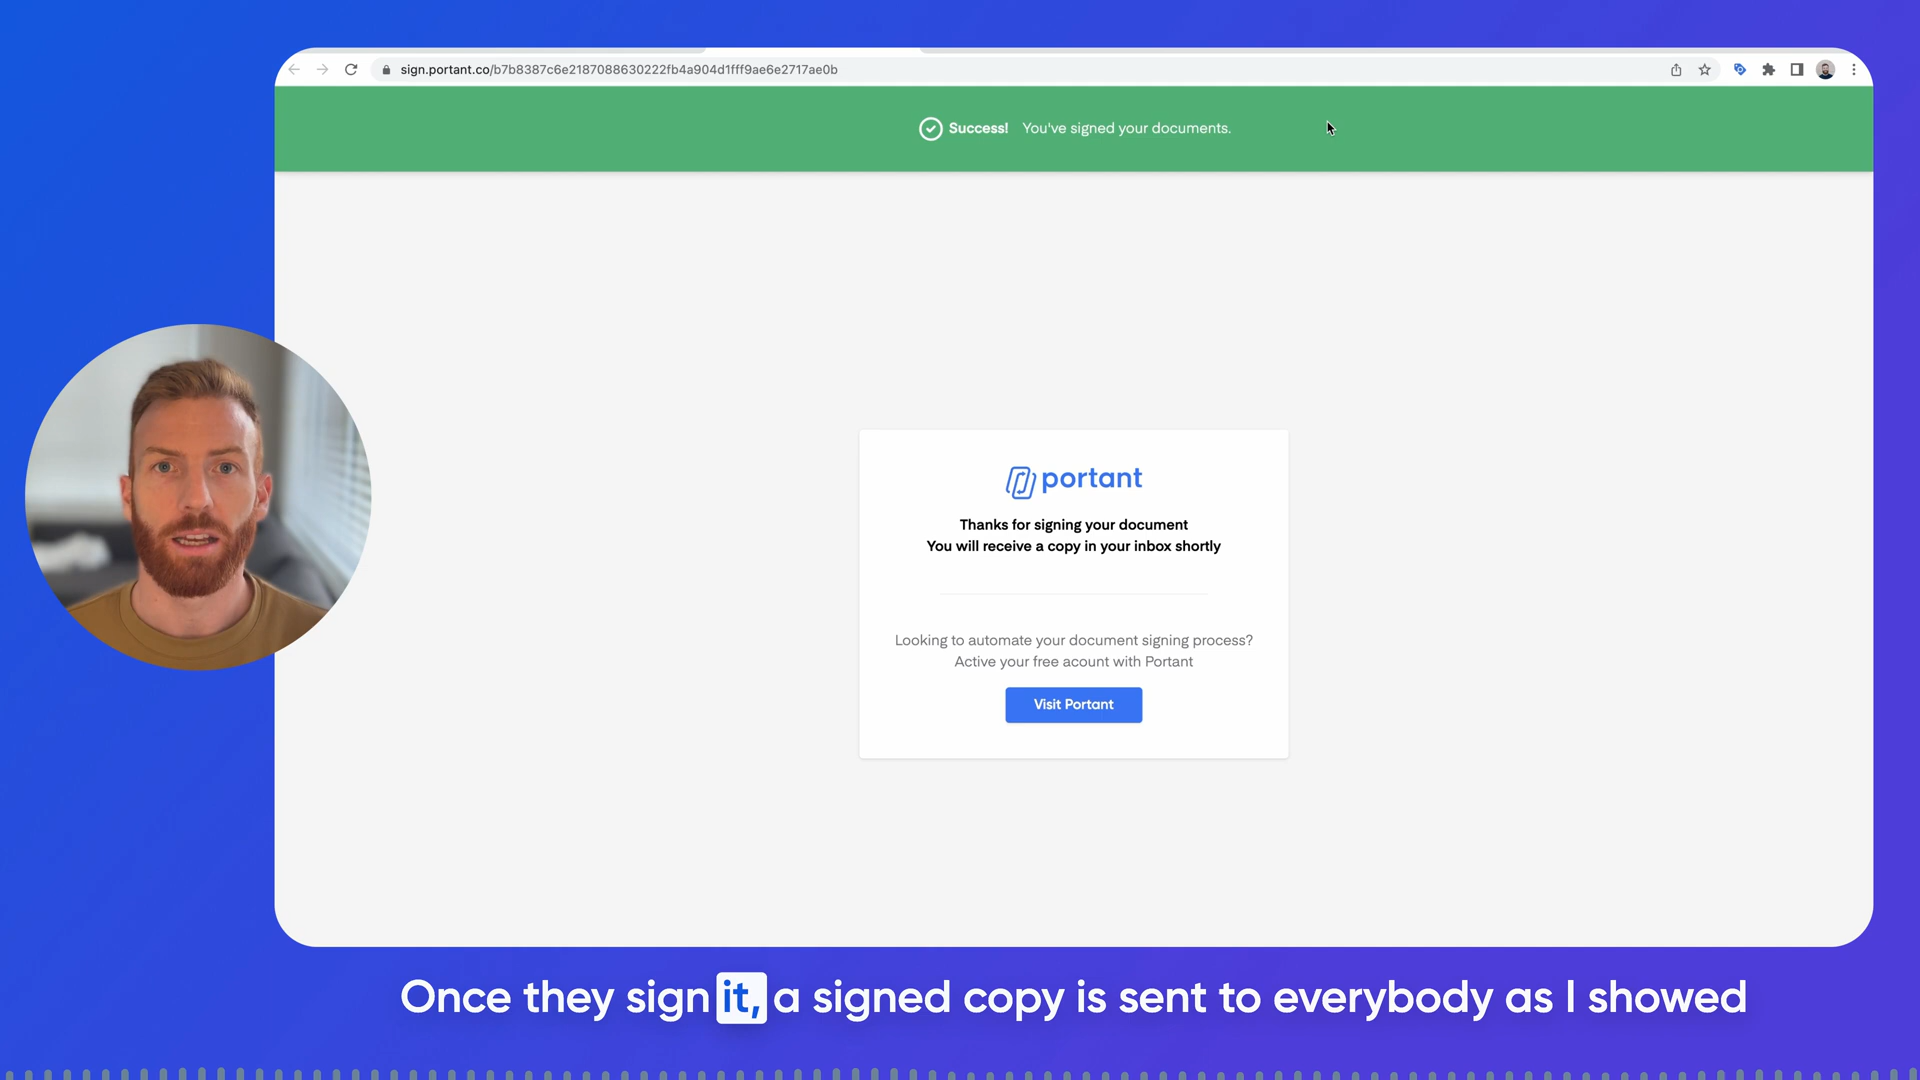 sign.portant.co/b7b8387c6e2187088630222fb4a904d1fff9ae6e2717ae0b
Success! You've signed your documents.
portant
Thanks for signing your document
You will receive a copy in your inbox shortly
Looking to automate your document signing process?
Active your free acount with Portant
Visit Portant
Once they sign it, a signed copy is sent to everybody as I showed